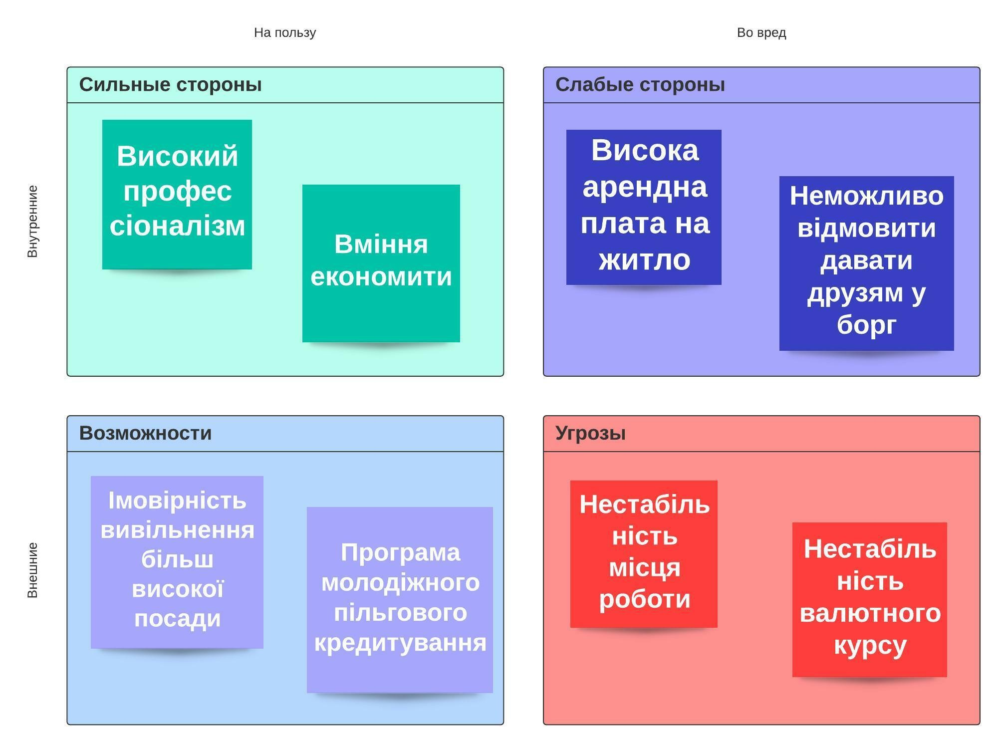 На пользу
Во вред
Внутренние
Сильные стороны
Високий
профес
сіоналізм
Вміння
економити
Слабые стороны
Висока
арендна
плата на
житло
Неможливо
відмовити
давати
друзям у
борг
Внешние
Возможности
Імовірність
вивільнення
більш
високої
посади
Програма
молодіжного
пільгового
кредитування
Угрозы
Нестабіль
ність
місця
роботи
Нестабіль
ність
валютного
курсу